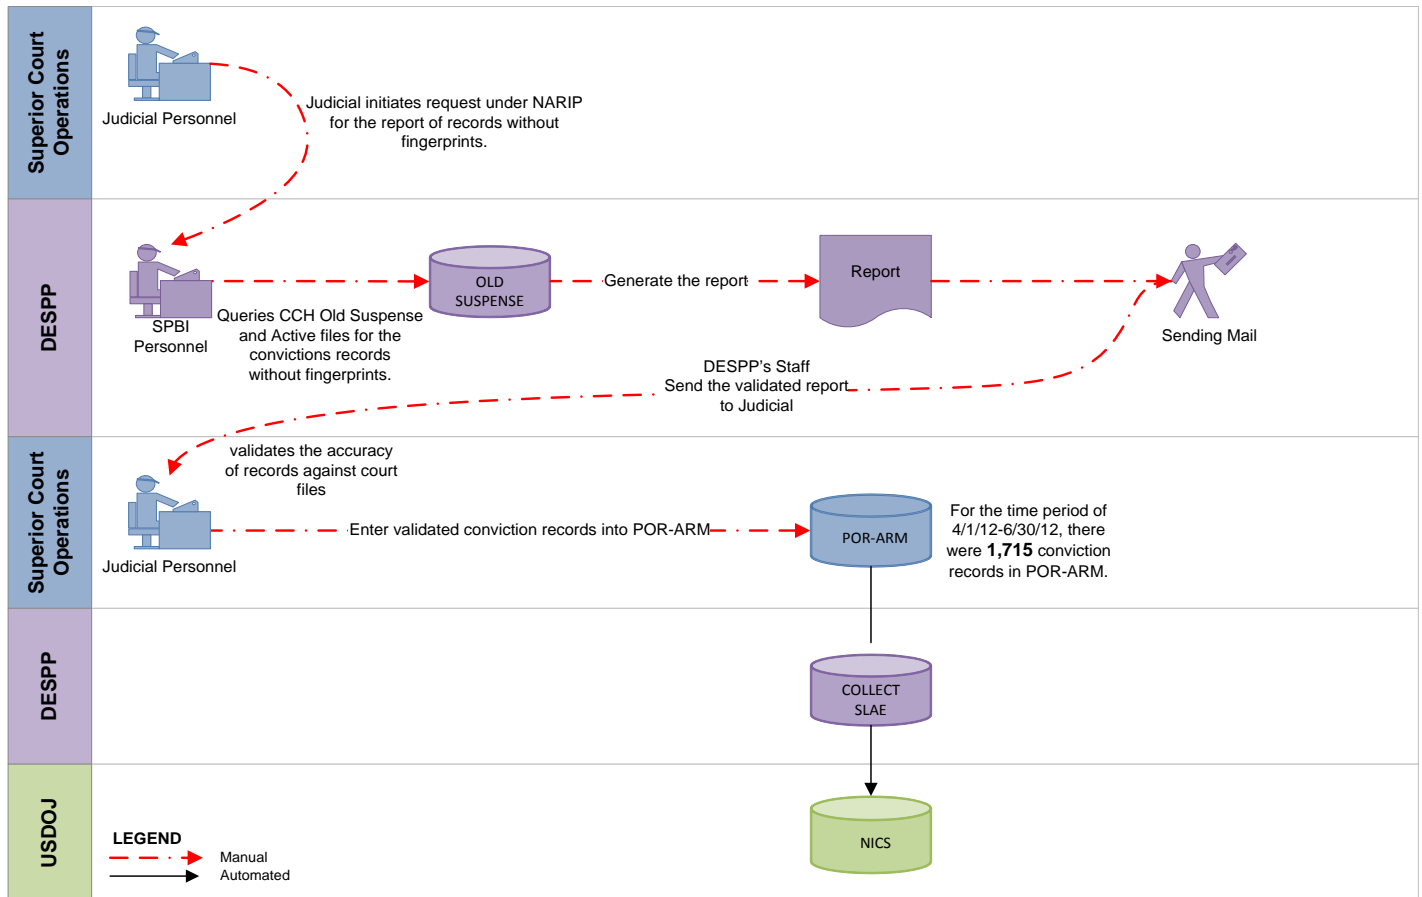 Superior Court
Operations
Judicial Personnel
Judicial initiates request under NARIP
for the report of records without
fingerprints.
DESPP
SPBI
Personnel
Queries CCH Old Suspense
and Active files for the
convictions records
without fingerprints.
OLD
SUSPENSE
Generate the report
Report
Sending Mail
DESPP's Staff
Send the validated report
to Judicial
Superior Court
Operations
validates the accuracy
of records against court
files
Judicial Personnel
Enter validated conviction records into POR-ARM
POR-ARM
For the time period of
4/1/12-6/30/12, there
were 1,715 conviction
records in POR-ARM.
DESPP
COLLECT
SLAE
USDOJ
NICS
LEGEND
Manual
Automated